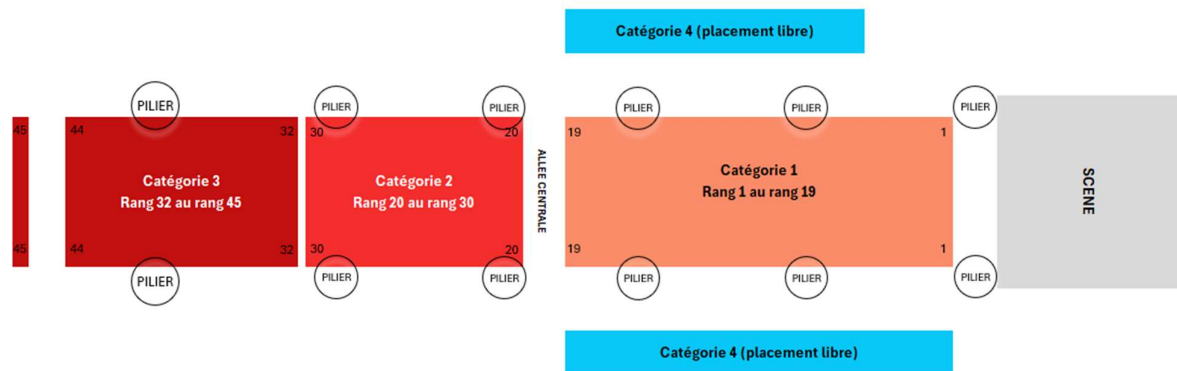 Catégorie 4 (placement libre)
PILIER
PILIER
PILIER
PILIER
PILIER
PILIER
45
44
32
30
20
19
1
Catégorie 3
Rang 32 au rang 45
Catégorie 2
Rang 20 au rang 30
ALLEE CENTRALE
Catégorie 1
Rang 1 au rang 19
SCENE
45
44
32
30
20
19
1
PILIER
PILIER
PILIER
PILIER
PILIER
PILIER
Catégorie 4 (placement libre)